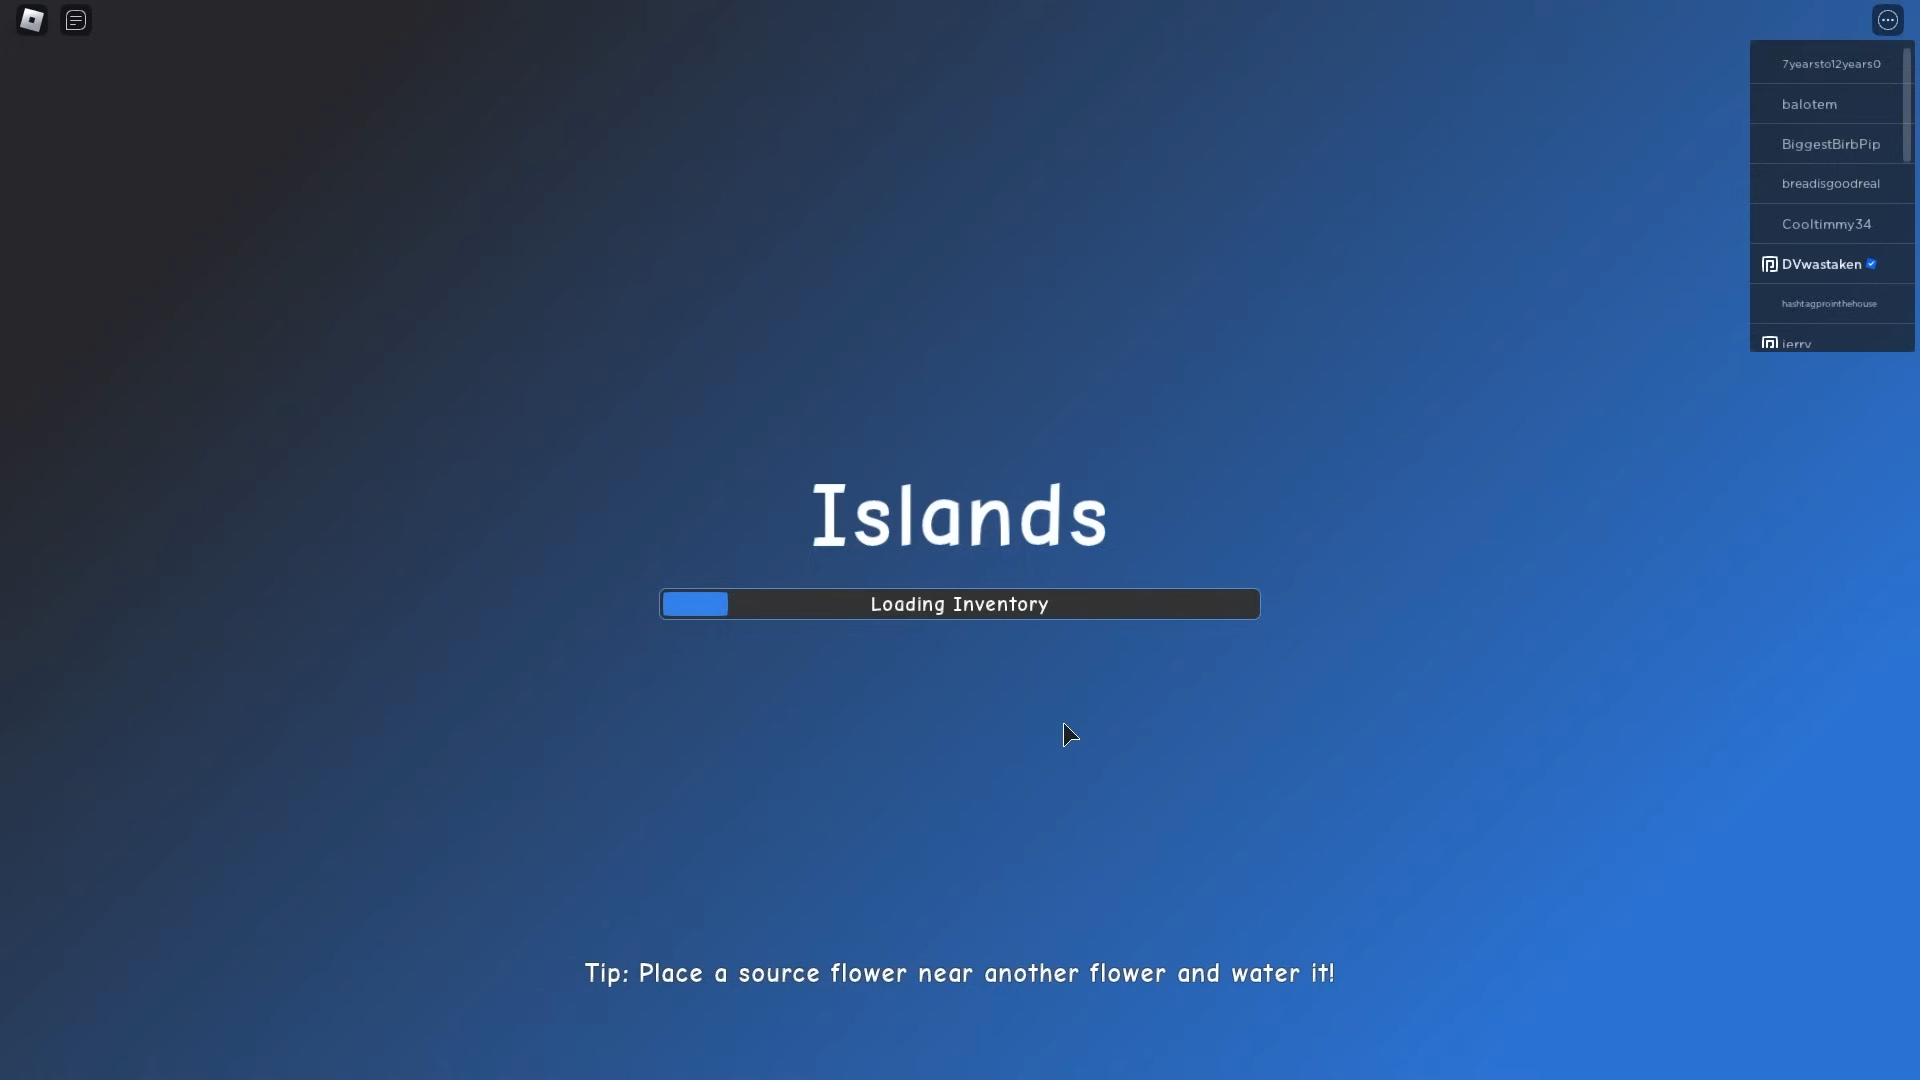 7yearsto12years0
balotem
BiggestBirbPip
breadisgoodreal
Cooltimmy34
DVwastaken
hashtagprointhehouse
jerry
Islands
Loading Inventory
Tip: Place a source flower near another flower and water it!